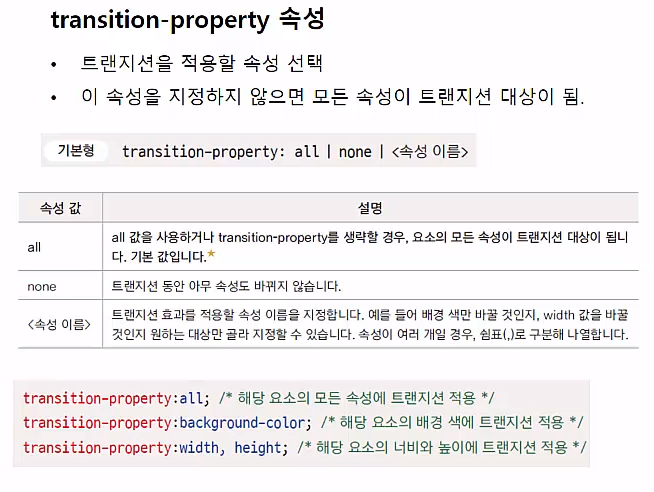 transition-property 속성
• 트랜지션을 적용할 속성 선택
• 이 속성을 지정하지 않으면 모든 속성이 트랜지션 대상이 됨.
기본형 transition-property: all | none | <속성 이름>
속성 값 설명
all all 값을 사용하거나 transition-property를 생략할 경우, 요소의 모든 속성이 트랜지션 대상이 됩니
다. 기본 값입니다.★
none 트랜지션 동안 아무 속성도 바뀌지 않습니다.
<속성 이름> 트랜지션 효과를 적용할 속성 이름을 지정합니다. 예를 들어 배경 색만 바꿀 것인지, width 값을 바꿀
것인지 원하는 대상만 골라 지정할 수 있습니다. 속성이 여러 개일 경우, 쉼표(,)로 구분해 나열합니다.
transition-property:all; /* 해당 요소의 모든 속성에 트랜지션 적용 */
transition-property:background-color; /* 해당 요소의 배경 색에 트랜지션 적용 */
transition-property:width, height; /* 해당 요소의 너비와 높이에 트랜지션 적용 */